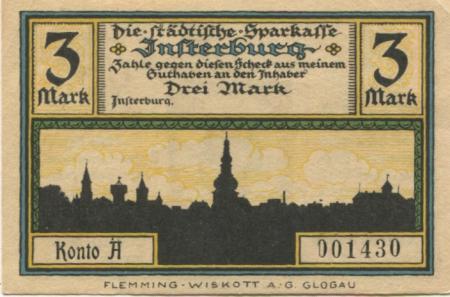 3
Mark
Die städtische Sparkasse
Insterburg
Zahle gegen diesen Scheck aus meinem
Guthaben an den Inhaber
Drei Mark
Insterburg,
3
Mark
Konto A
001430
FLEMMING-WISKOTT A.-G. GLOGAU